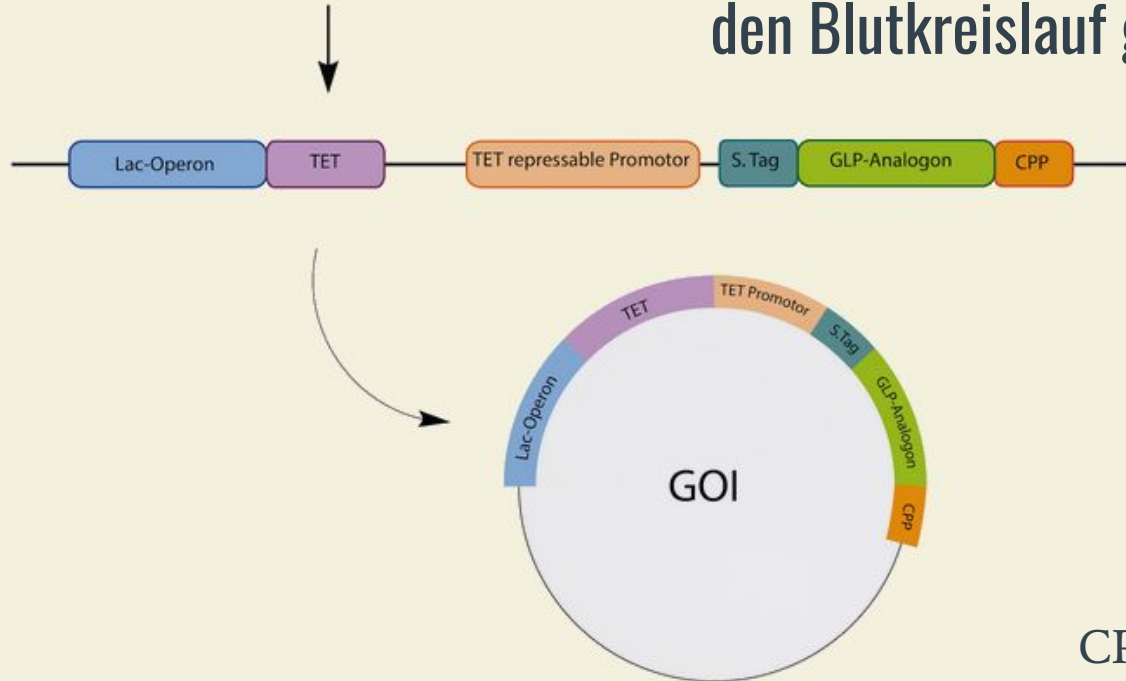 den Blutkreislauf g
Lac-Operon TET TET repressable Promotor S. Tag GLP-Analogon CPP
Lac-Operon
TET
TET Promotor
S.Tag
GLP-Analogon
CPP
GOI